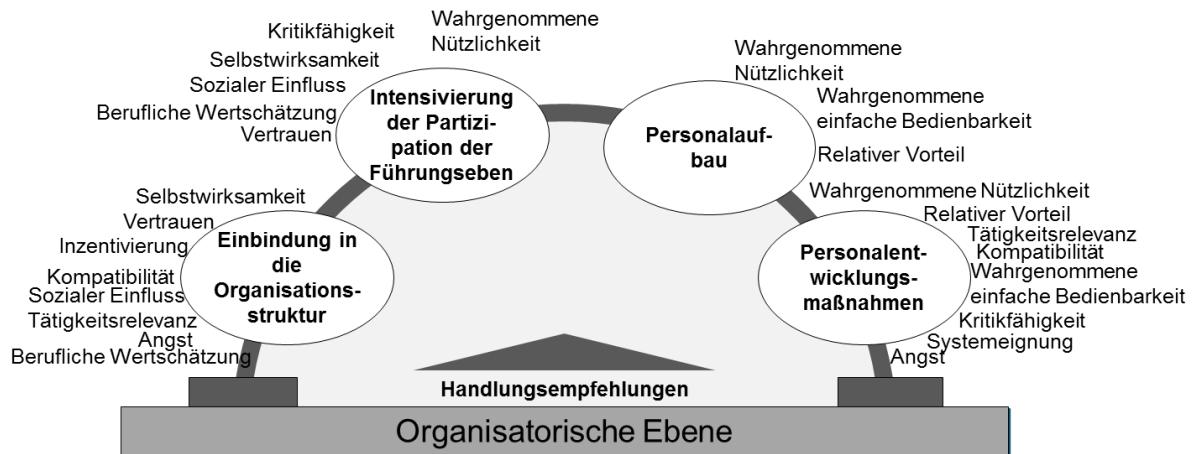 Kritikfähigkeit
Selbstwirksamkeit
Sozialer Einfluss
Berufliche Wertschätzung
Vertrauen
Wahrgenommene
Nützlichkeit
Intensivierung
der Partizi-
pation der
Führungseben
Wahrgenommene
Nützlichkeit
Wahrgenommene
einfache Bedienbarkeit
Relativer Vorteil
Personalauf-
bau
Selbstwirksamkeit
Vertrauen
Inzentivierung
Kompatibilität
Sozialer Einfluss
Tätigkeitsrelevanz
Angst
Berufliche Wertschätzung
Einbindung in
die
Organisations-
struktur
Wahrgenommene Nützlichkeit
Relativer Vorteil
Tätigkeitsrelevanz
Kompatibilität
Wahrgenommene
einfache Bedienbarkeit
Kritikfähigkeit
Systemeignung
Angst
Personalent-
wicklungs-
maßnahmen
Handlungsempfehlungen
Organisatorische Ebene